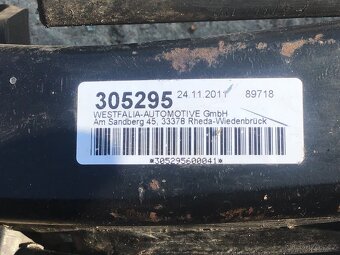 305295 24.11.2011 89718
WESTFALIA-AUTOMOTIVE GmbH
Am Sandberg 45, 33378 Rheda-Wiedenbrück
*305295600041*